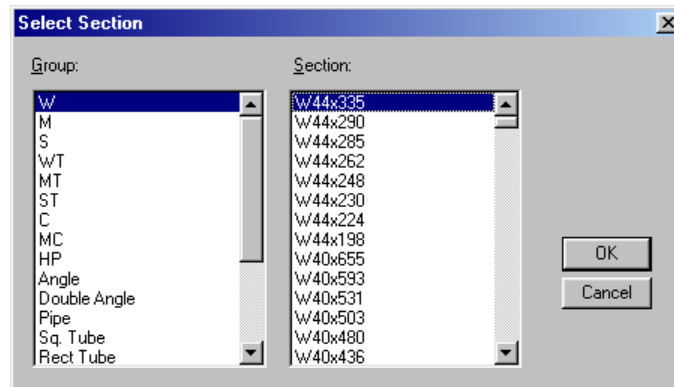 Select Section
Group:
Section:
W
M
S
WT
MT
ST
C
MC
HP
Angle
Double Angle
Pipe
Sq. Tube
Rect Tube
W44x335
W44x290
W44x285
W44x262
W44x248
W44x230
W44x224
W44x198
W40x655
W40x593
W40x531
W40x503
W40x480
W40x436
OK
Cancel